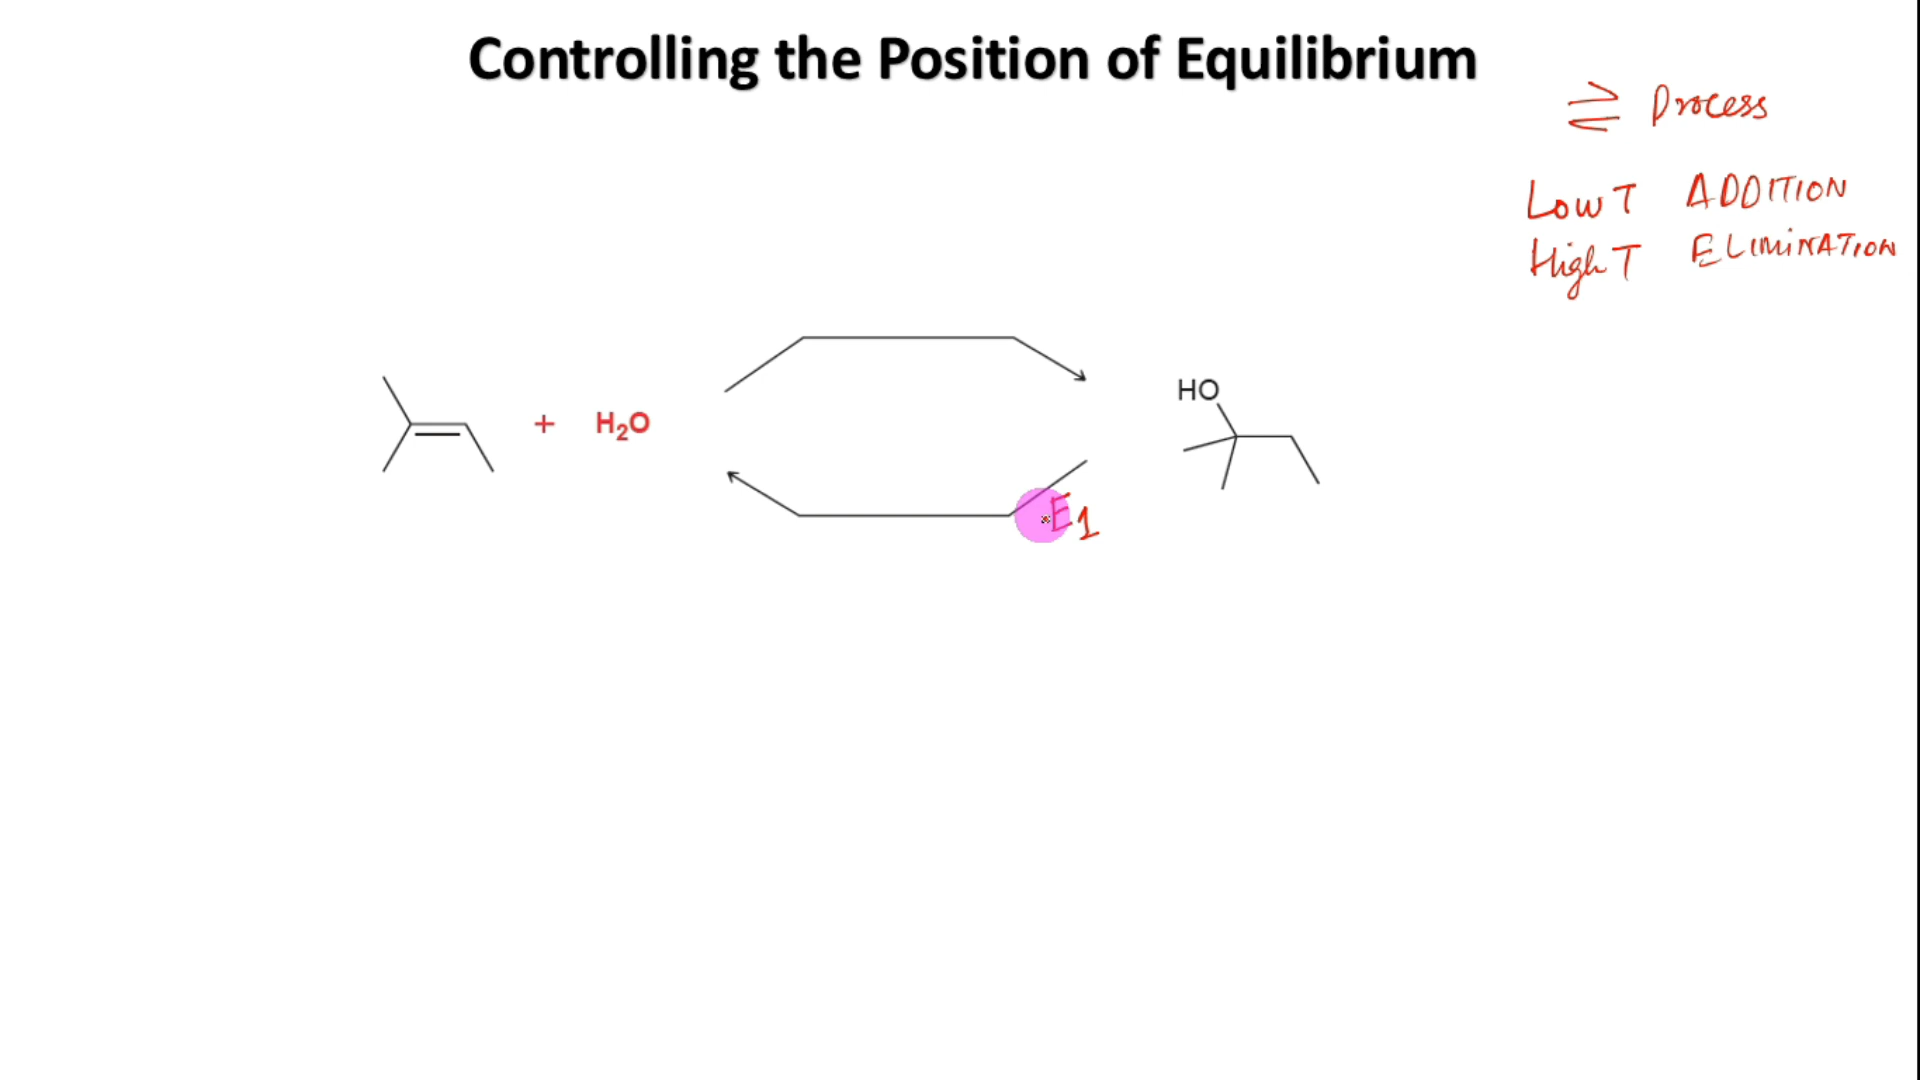 Controlling the Position of Equilibrium
⇌ Process
Low T ADDITION
High T ELIMINATION
+ H₂O
HO
E1